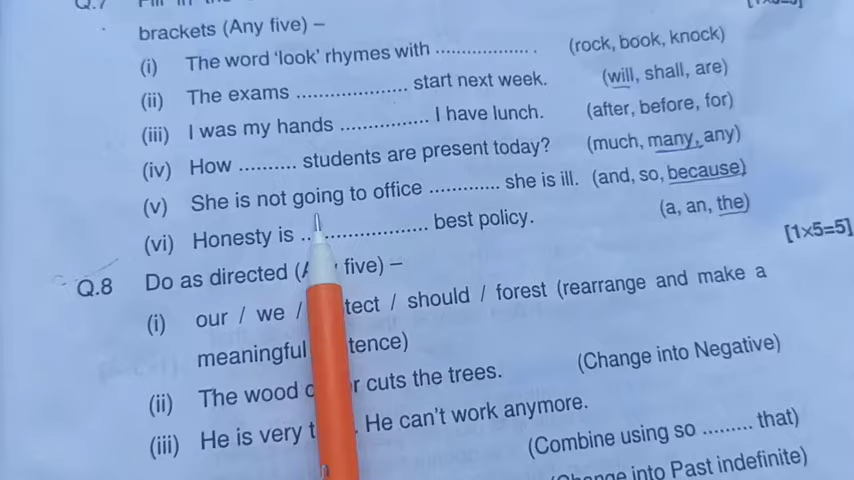 Q.7
brackets (Any five) –
(i) The word 'look' rhymes with .................. . (rock, book, knock)
(ii) The exams .................... start next week. (will, shall, are)
(iii) I was my hands ................ I have lunch. (after, before, for)
(iv) How .......... students are present today? (much, many, any)
(v) She is not going to office ............. she is ill. (and, so, because)
(vi) Honesty is ...................... best policy. (a, an, the)
[1×5=5]
Q.8 Do as directed ( five) –
(i) our / we / tect / should / forest (rearrange and make a
meaningful tence)
(ii) The wood c r cuts the trees. (Change into Negative)
(iii) He is very t . He can't work anymore.
(Combine using so ......... that)
into Past indefinite)